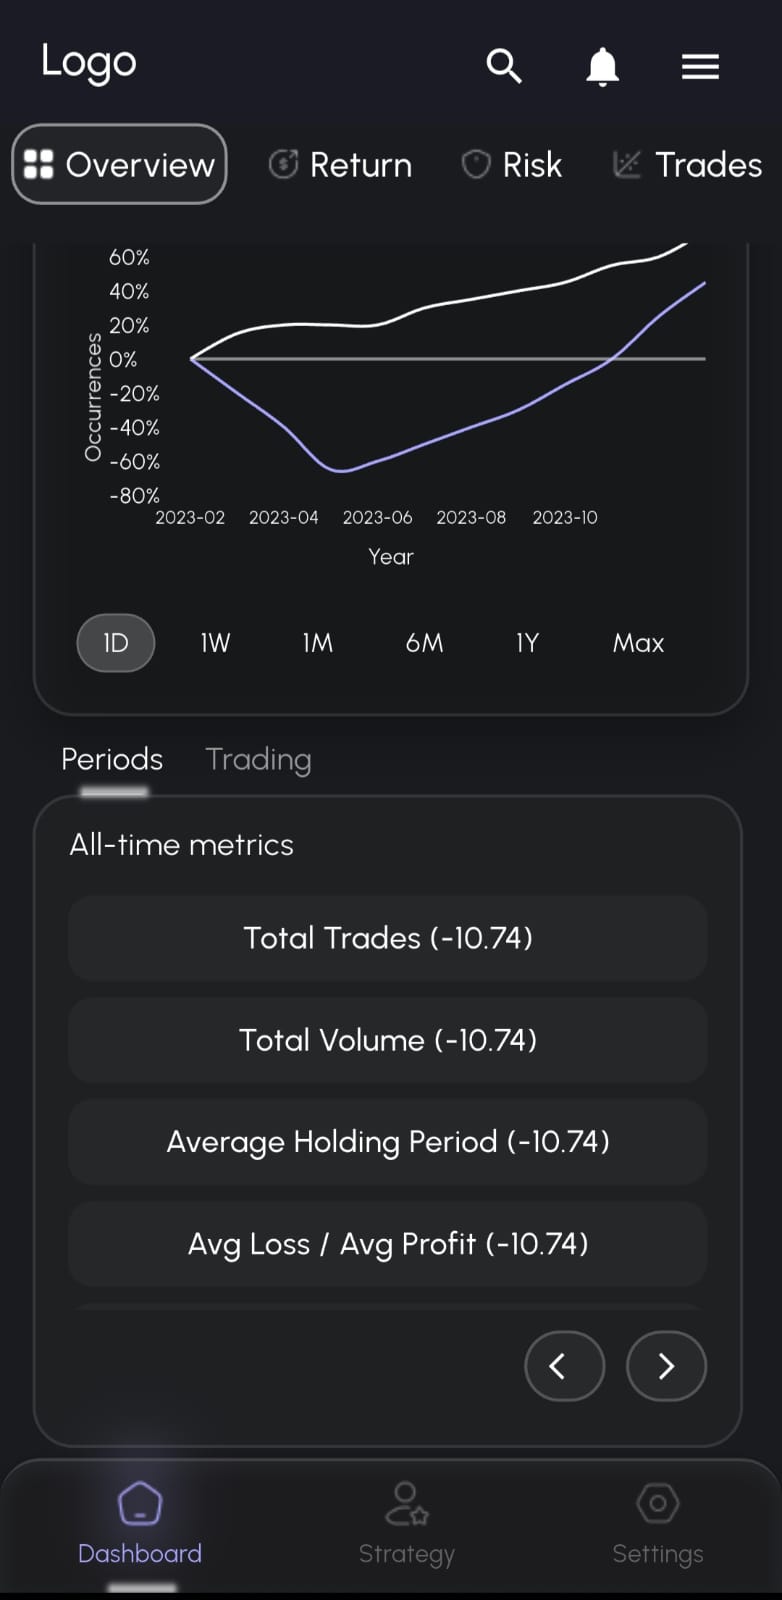 Logo
Overview Return Risk Trades
60%
40%
20%
0%
-20%
-40%
-60%
-80%
Occurrences
2023-02 2023-04 2023-06 2023-08 2023-10
Year
1D 1W 1M 6M 1Y Max
Periods Trading
All-time metrics
Total Trades (-10.74)
Total Volume (-10.74)
Average Holding Period (-10.74)
Avg Loss / Avg Profit (-10.74)
Dashboard Strategy Settings